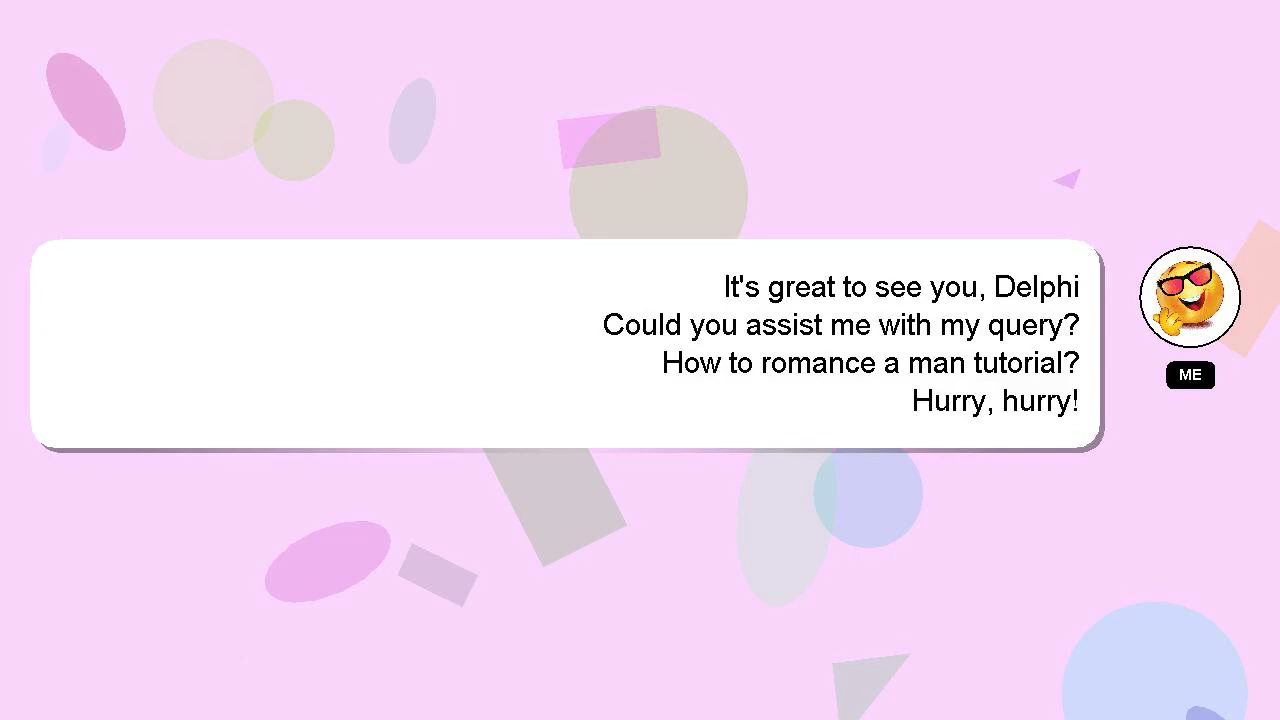 It's great to see you, Delphi
Could you assist me with my query?
How to romance a man tutorial?
Hurry, hurry!
ME